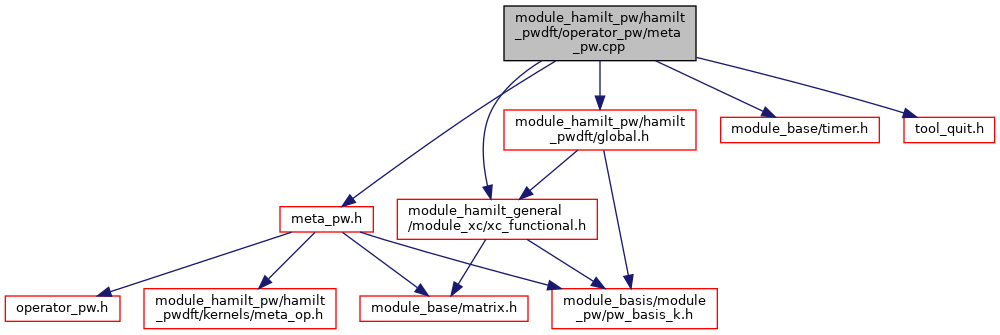 module_hamilt_pw/hamilt
_pwdft/operator_pw/meta
_pw.cpp
module_hamilt_pw/hamilt
_pwdft/global.h
module_base/timer.h
tool_quit.h
meta_pw.h
module_hamilt_general
/module_xc/xc_functional.h
operator_pw.h
module_hamilt_pw/hamilt
_pwdft/kernels/meta_op.h
module_base/matrix.h
module_basis/module
_pw/pw_basis_k.h